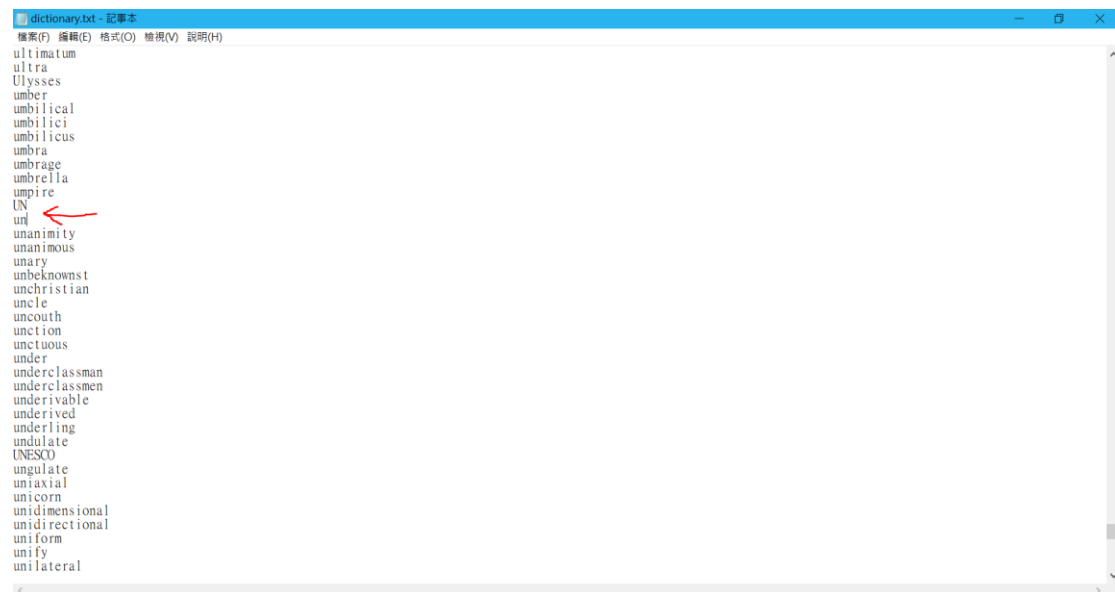 dictionary.txt - 記事本
檔案(F) 編輯(E) 格式(O) 檢視(V) 說明(H)
ultimatum
ultra
Ulysses
umber
umbilical
umbilici
umbilicus
umbra
umbrage
umbrella
umpire
UN
un
unanimity
unanimous
unary
unbeknownst
unchristian
uncle
uncouth
unction
unctuous
under
underclassman
underclassmen
underivable
underived
underling
undulate
UNESCO
ungulate
uniaxial
unicorn
unidimensional
unidirectional
uniform
unify
unilateral